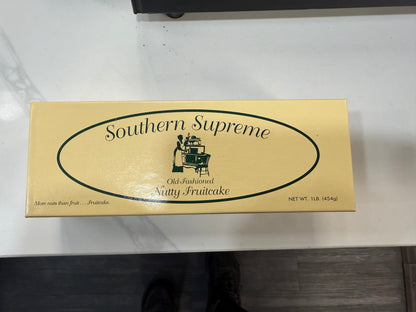 Southern Supreme
Old-Fashioned
Nutty Fruitcake
More nuts than fruit . . . Fruitcake.
NET WT. 1LB. (454g)